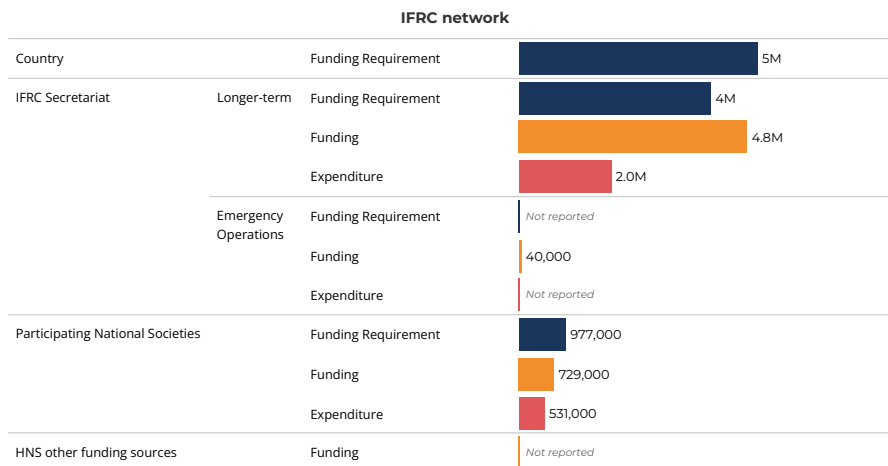 IFRC network
Country Funding Requirement 5M
IFRC Secretariat Longer-term Funding Requirement 4M
Funding 4.8M
Expenditure 2.0M
Emergency Operations Funding Requirement Not reported
Funding 40,000
Expenditure Not reported
Participating National Societies Funding Requirement 977,000
Funding 729,000
Expenditure 531,000
HNS other funding sources Funding Not reported